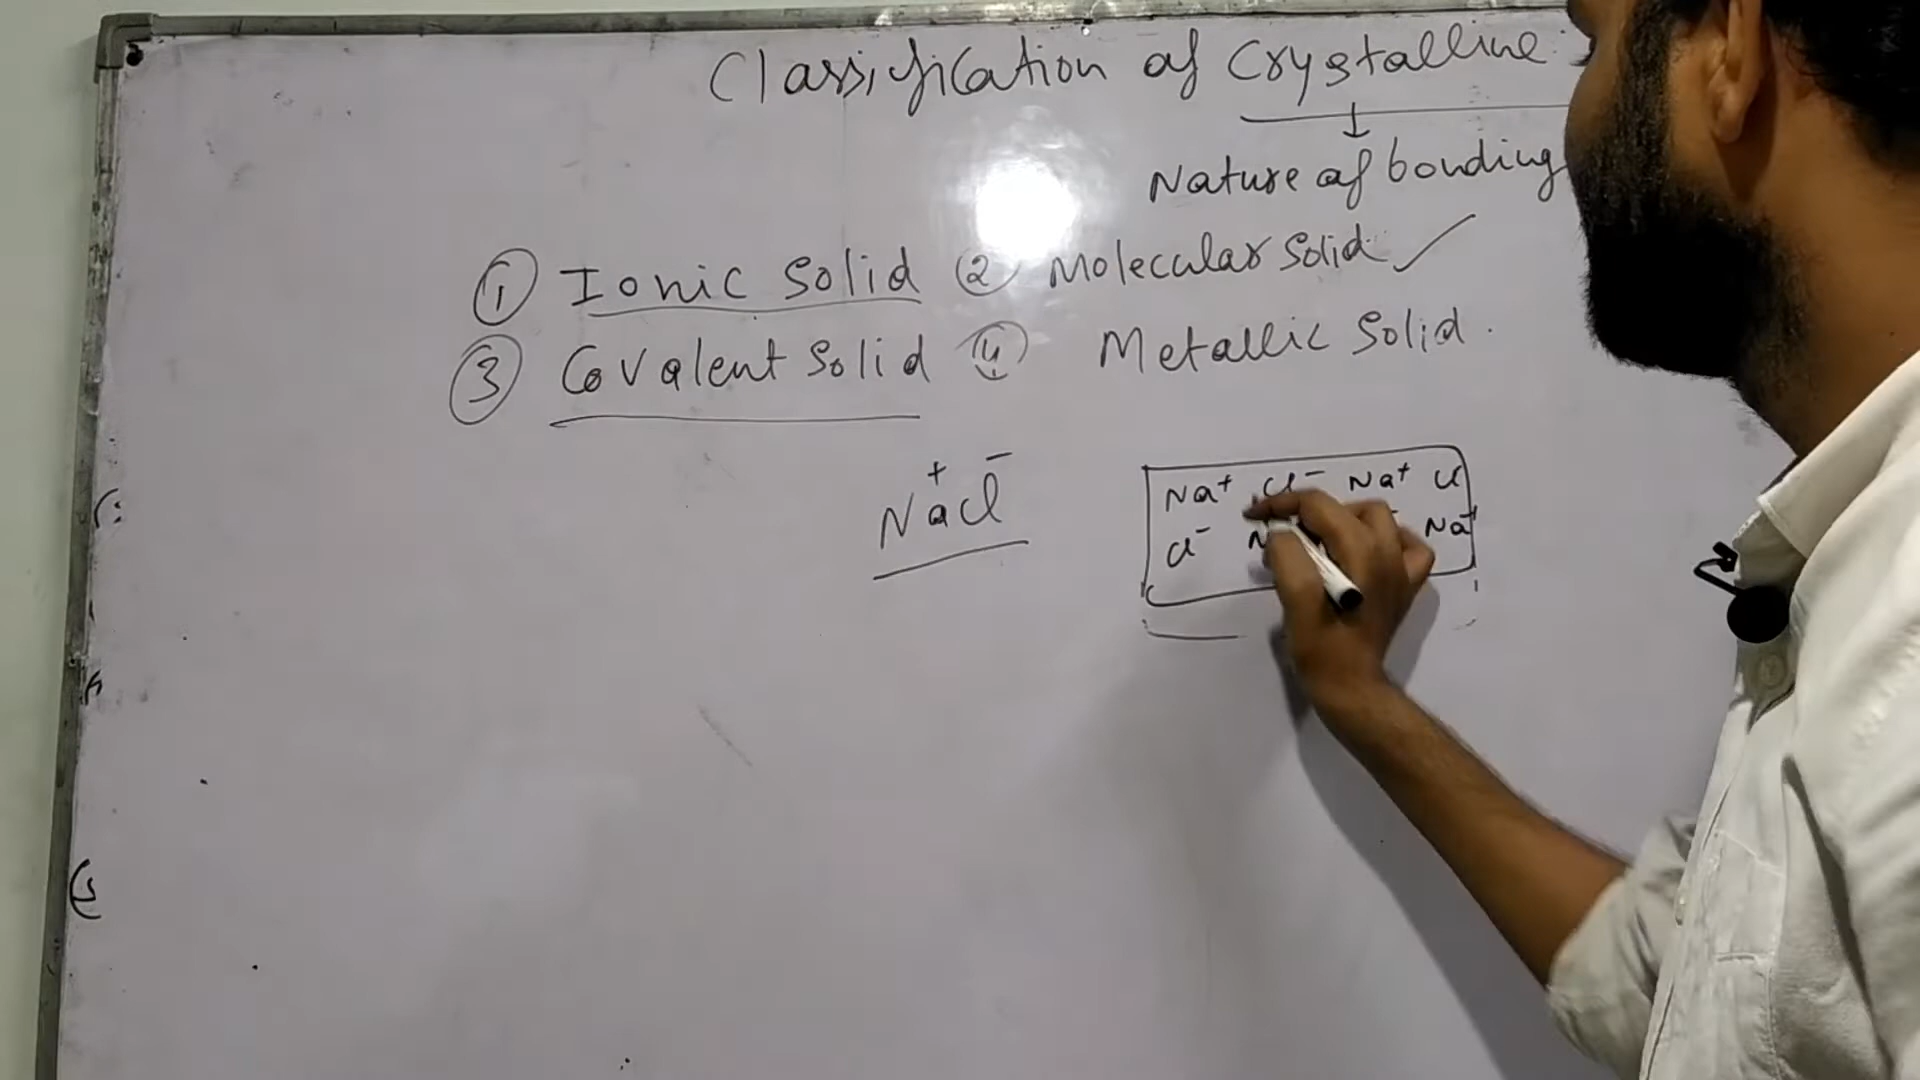 Classification of Crystalline
↓
Nature of bonding
① Ionic Solid ② Molecular Solid ✓
③ Covalent Solid ④ Metallic Solid.
Na⁺Cl⁻
Na⁺ Cl⁻ Na⁺ Cl
Cl⁻ Na⁺